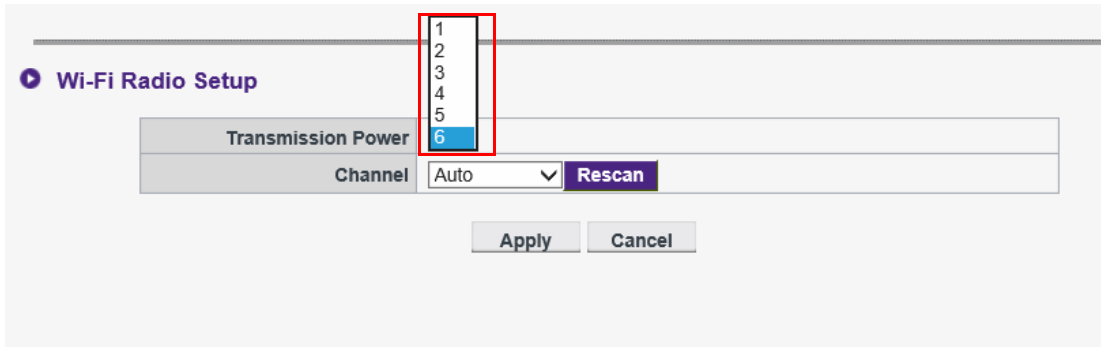 1
2
3
4
5
Wi-Fi Radio Setup
Transmission Power 6
Channel Auto Rescan
Apply Cancel